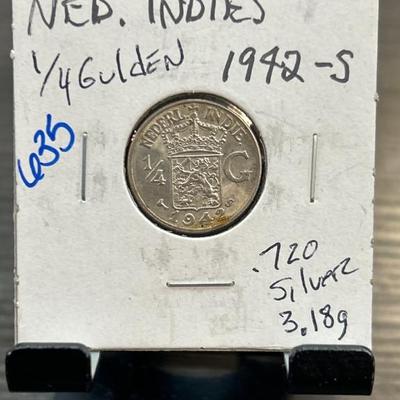 NED. INDIES
1/4 Gulden 1942-S
635
NEDERL. INDIE
1/4 G
1942 S
.720
Silver
3.18g